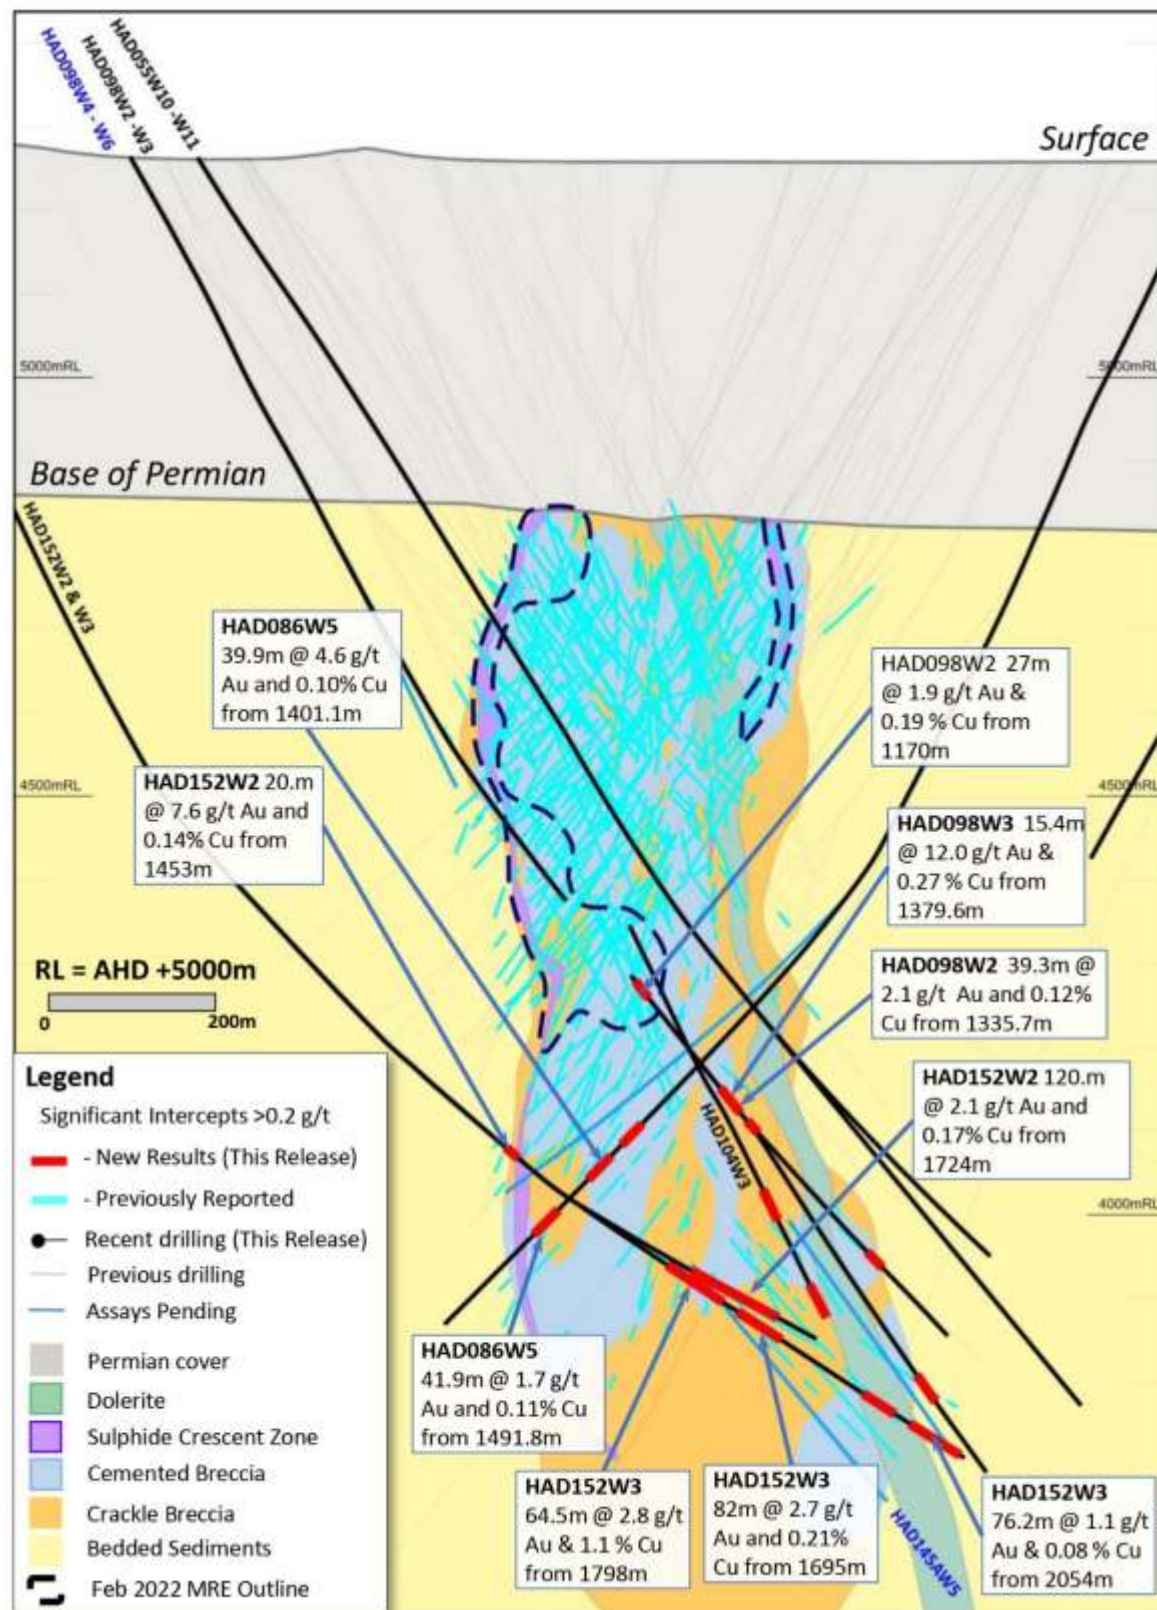 HAD098W4 - W6
HAD098W2 -W3
HAD055W10 -W11
Surface
5000mRL
5000mRL
Base of Permian
HAD152W2 & W3
HAD086W5
39.9m @ 4.6 g/t
Au and 0.10% Cu
from 1401.1m
HAD098W2 27m
@ 1.9 g/t Au &
0.19 % Cu from
1170m
4500mRL
4500mRL
HAD152W2 20.m
@ 7.6 g/t Au and
0.14% Cu from
1453m
HAD098W3 15.4m
@ 12.0 g/t Au &
0.27 % Cu from
1379.6m
RL = AHD +5000m
0
200m
HAD098W2 39.3m @
2.1 g/t Au and 0.12%
Cu from 1335.7m
HAD152W2 120.m
@ 2.1 g/t Au and
0.17% Cu from
1724m
HAD104W3
4000mRL
Legend
Significant Intercepts >0.2 g/t
- New Results (This Release)
- Previously Reported
Recent drilling (This Release)
Previous drilling
Assays Pending
Permian cover
Dolerite
Sulphide Crescent Zone
Cemented Breccia
Crackle Breccia
Bedded Sediments
Feb 2022 MRE Outline
HAD086W5
41.9m @ 1.7 g/t
Au and 0.11% Cu
from 1491.8m
HAD152W3
64.5m @ 2.8 g/t
Au & 1.1 % Cu
from 1798m
HAD152W3
82m @ 2.7 g/t
Au and 0.21%
Cu from 1695m
HAD145AW5
HAD152W3
76.2m @ 1.1 g/t
Au & 0.08 % Cu
from 2054m